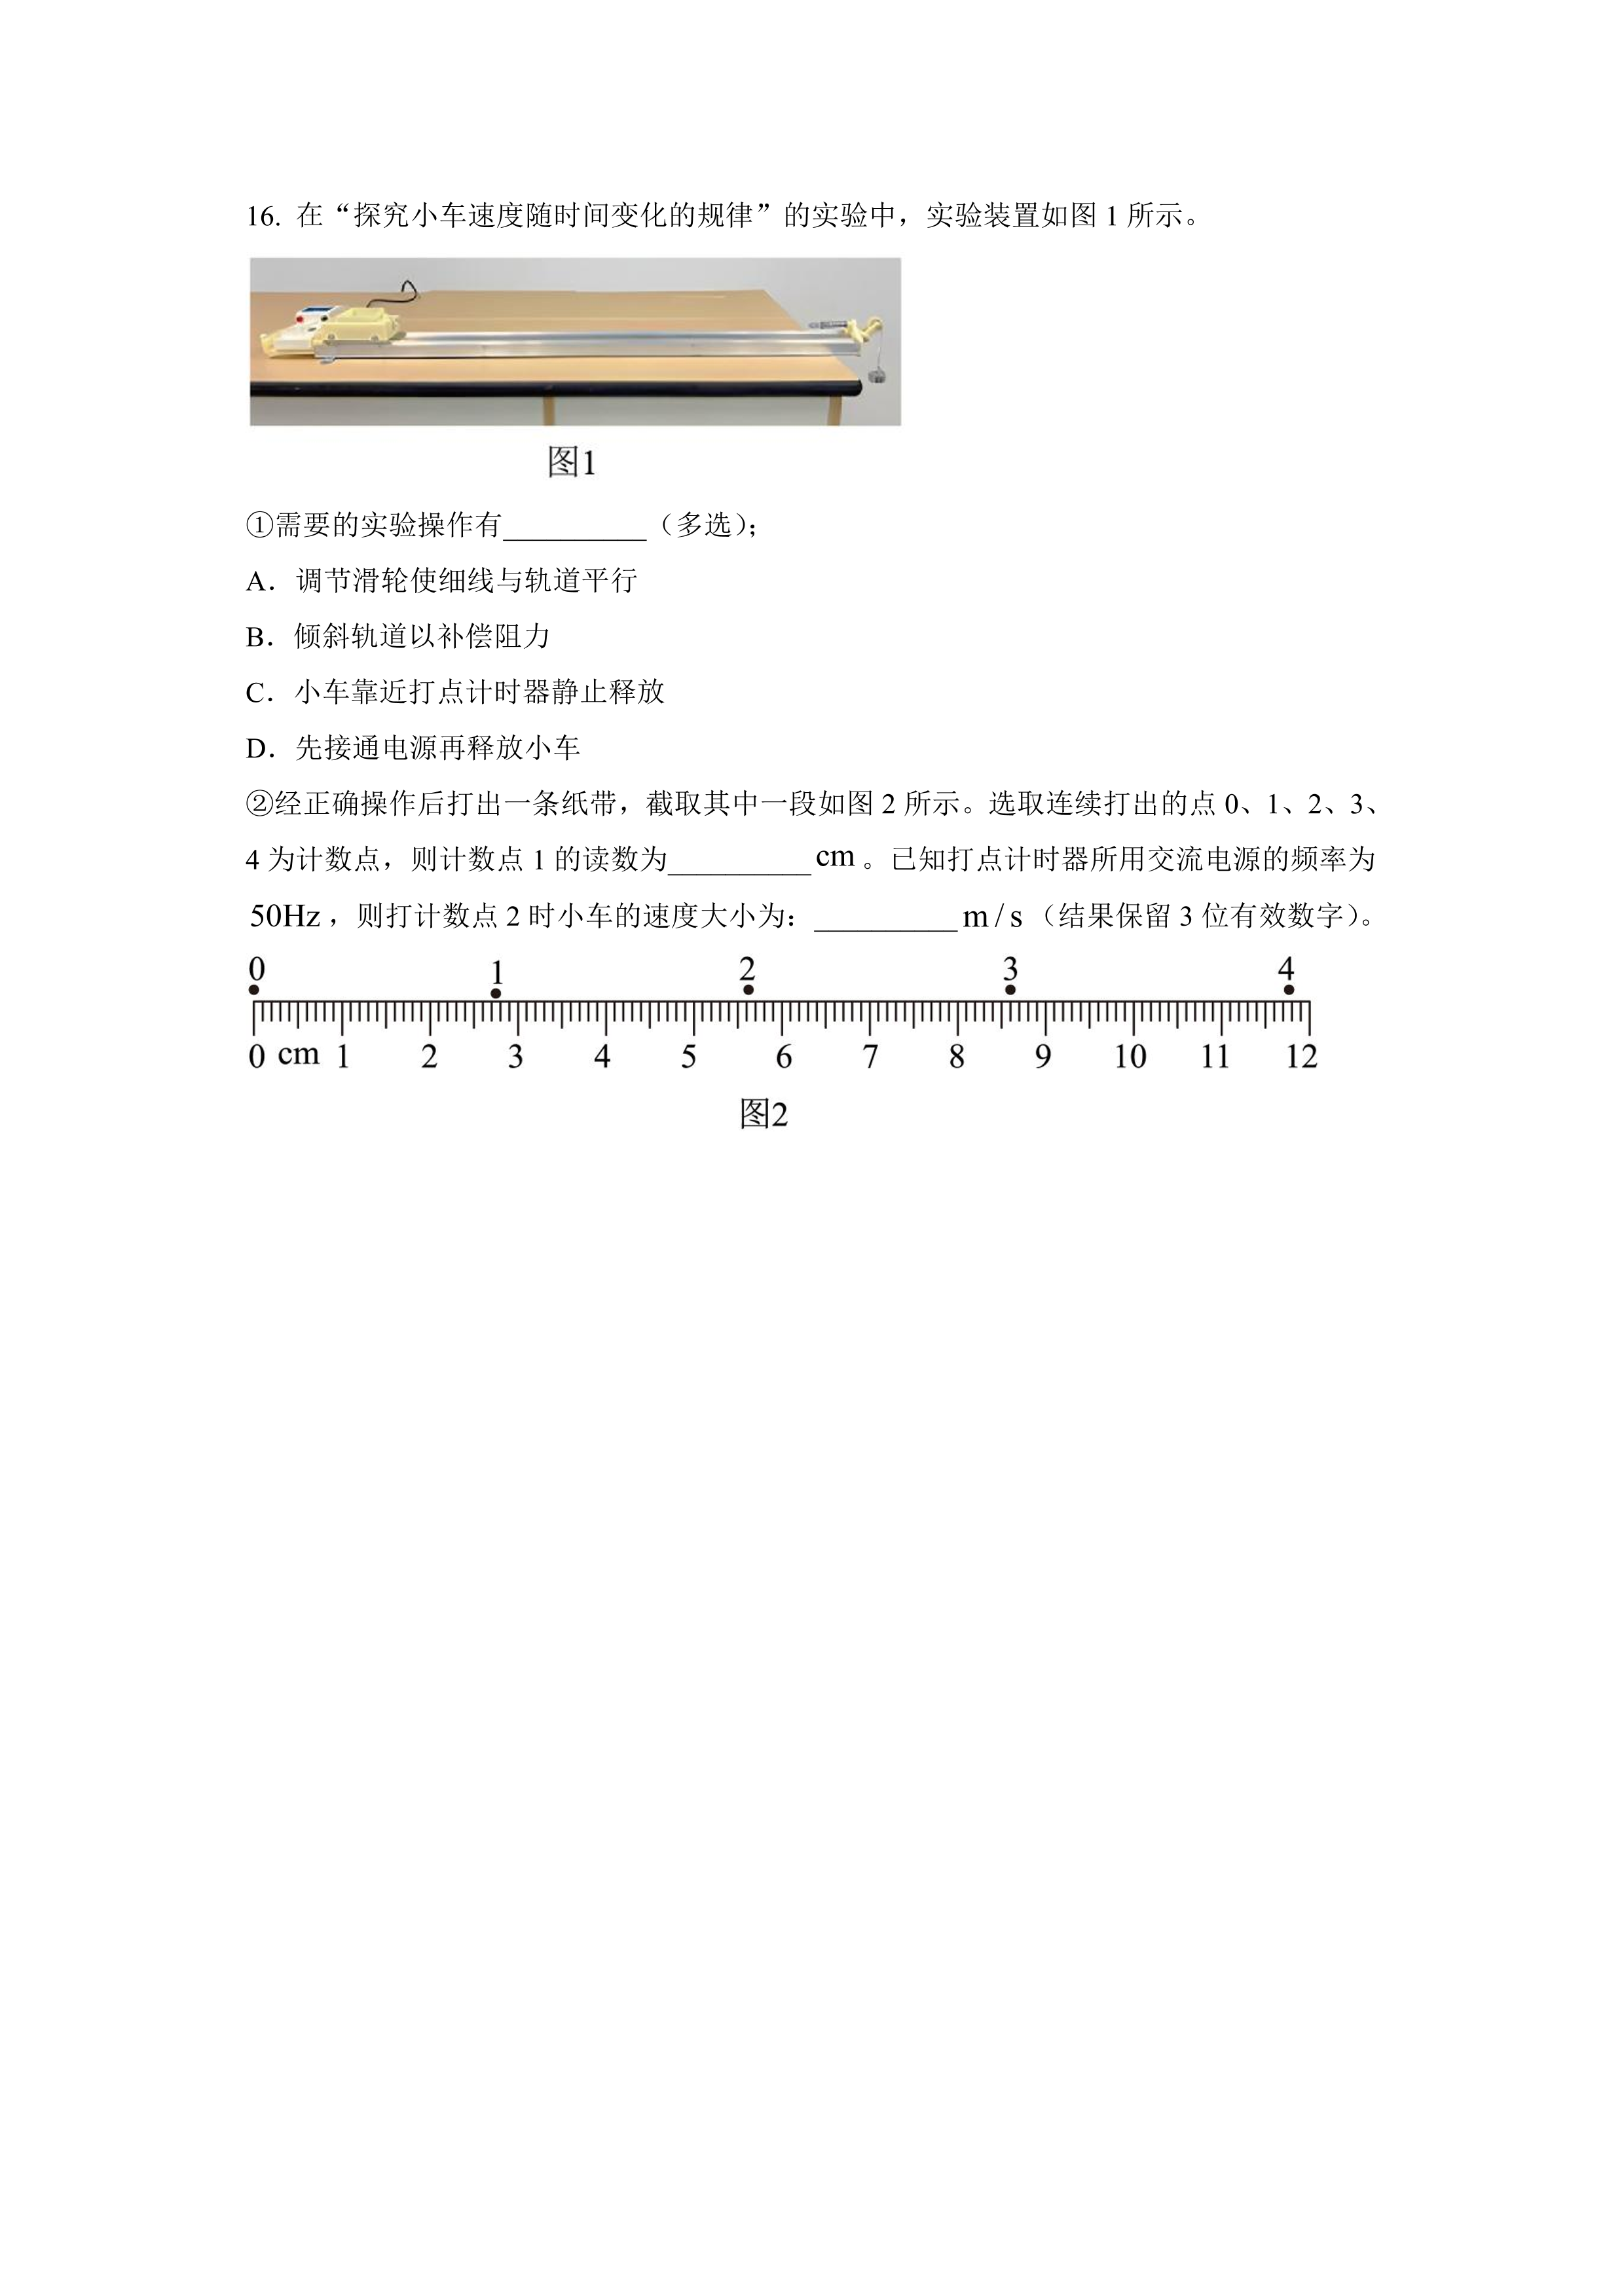 16. 在“探究小车速度随时间变化的规律”的实验中，实验装置如图 1 所示。
图1
①需要的实验操作有__________（多选）；
A．调节滑轮使细线与轨道平行
B．倾斜轨道以补偿阻力
C．小车靠近打点计时器静止释放
D．先接通电源再释放小车
②经正确操作后打出一条纸带，截取其中一段如图 2 所示。选取连续打出的点 0、1、2、3、
4 为计数点，则计数点 1 的读数为__________cm。已知打点计时器所用交流电源的频率为
50Hz，则打计数点 2 时小车的速度大小为：__________m/s（结果保留 3 位有效数字）。
0 1 2 3 4
0 cm 1 2 3 4 5 6 7 8 9 10 11 12
图2